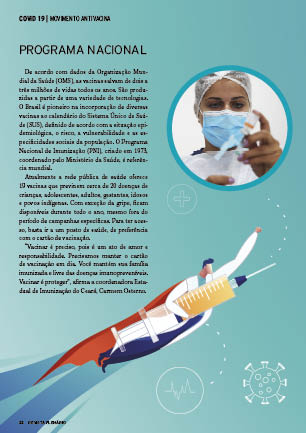 COVID 19 | MOVIMENTO ANTIVACINA
PROGRAMA NACIONAL
De acordo com dados da Organização Mun-
dial da Saúde (OMS), as vacinas salvam de dois a
três milhões de vidas todos os anos. São produ-
zidas a partir de uma variedade de tecnologias.
O Brasil é pioneiro na incorporação de diversas
vacinas no calendário do Sistema Único de Saú-
de (SUS), definido de acordo com a situação epi-
demiológica, o risco, a vulnerabilidade e as es-
pecificidades sociais da população. O Programa
Nacional de Imunização (PNI), criado em 1973,
coordenado pelo Ministério da Saúde, é referên-
cia mundial.
Atualmente a rede pública de saúde oferece
19 vacinas que previnem cerca de 20 doenças de
crianças, adolescentes, adultos, gestantes, idosos
e povos indígenas. Com exceção da gripe, ficam
disponíveis durante todo o ano, mesmo fora do
período de campanhas específicas. Para ter aces-
so, basta ir a um posto de saúde, de preferência
com o cartão de vacinação.
"Vacinar é preciso, pois é um ato de amor e
responsabilidade. Precisamos manter o cartão
de vacinação em dia. Você mantém sua família
imunizada e livre das doenças imunopreveníveis.
Vacinar é proteger", afirma a coordenadora Esta-
dual de Imunização do Ceará, Carmem Osterno.
REVISTA PLENÁRIO